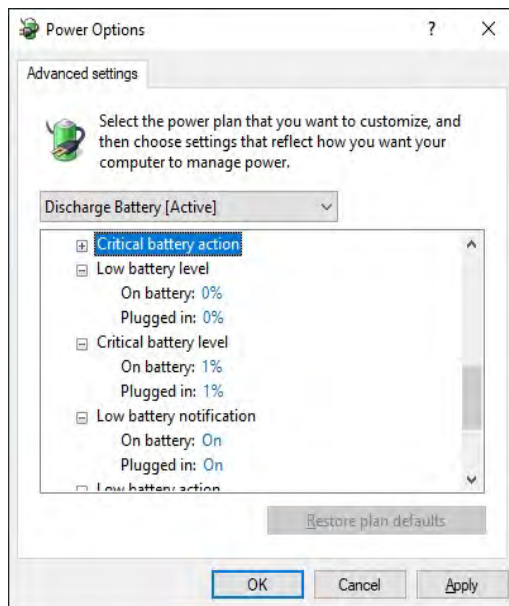 Power Options
Advanced settings
Select the power plan that you want to customize, and
then choose settings that reflect how you want your
computer to manage power.
Discharge Battery [Active]
Critical battery action
Low battery level
On battery: 0%
Plugged in: 0%
Critical battery level
On battery: 1%
Plugged in: 1%
Low battery notification
On battery: On
Plugged in: On
Low battery action
Restore plan defaults
OK Cancel Apply